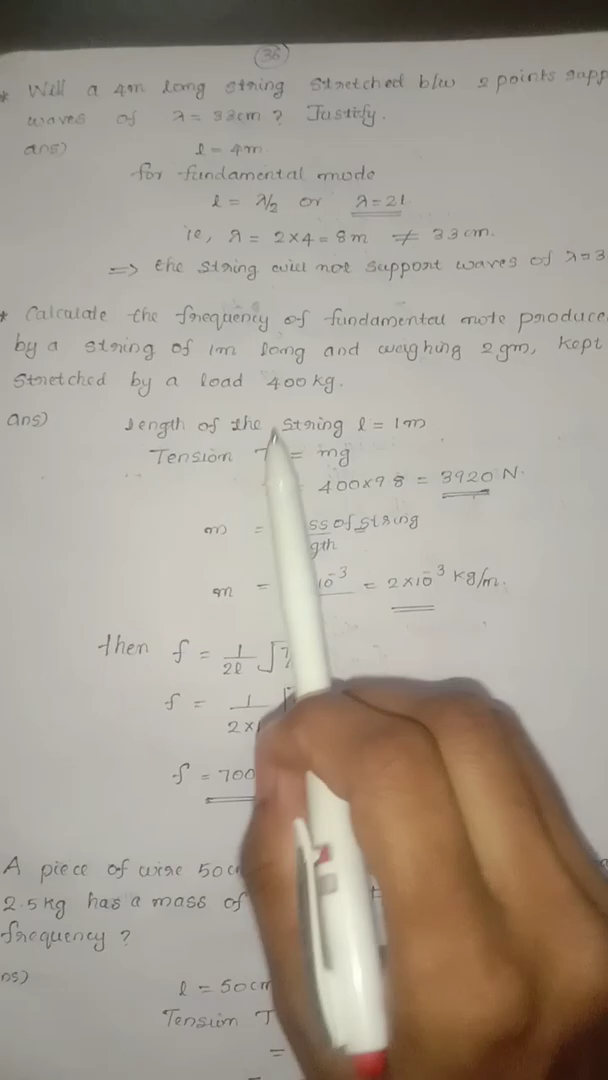 36
* Will a 4m long string stretched b/w 2 points supp
waves of λ = 33cm? Justify.
ans) l = 4m.
for fundamental mode
l = λ/2 or λ = 2l
ie, λ = 2×4 = 8m ≠ 33cm.
⇒ the string will not support waves of λ=3
* Calculate the frequency of fundamental note produce
by a string of 1m long and weighing 2gm, kept
stretched by a load 400kg.
ans) length of the string l = 1m
Tension T = mg
400×9.8 = 3920 N.
m = ss of string
gth
m = 10⁻³ = 2×10⁻³ kg/m.
then f = 1/2l √T
f = 1/2×1 √
f = 700
A piece of wire 50c
2.5kg has a mass of
frequency?
ns) l = 50cm
Tension T
=